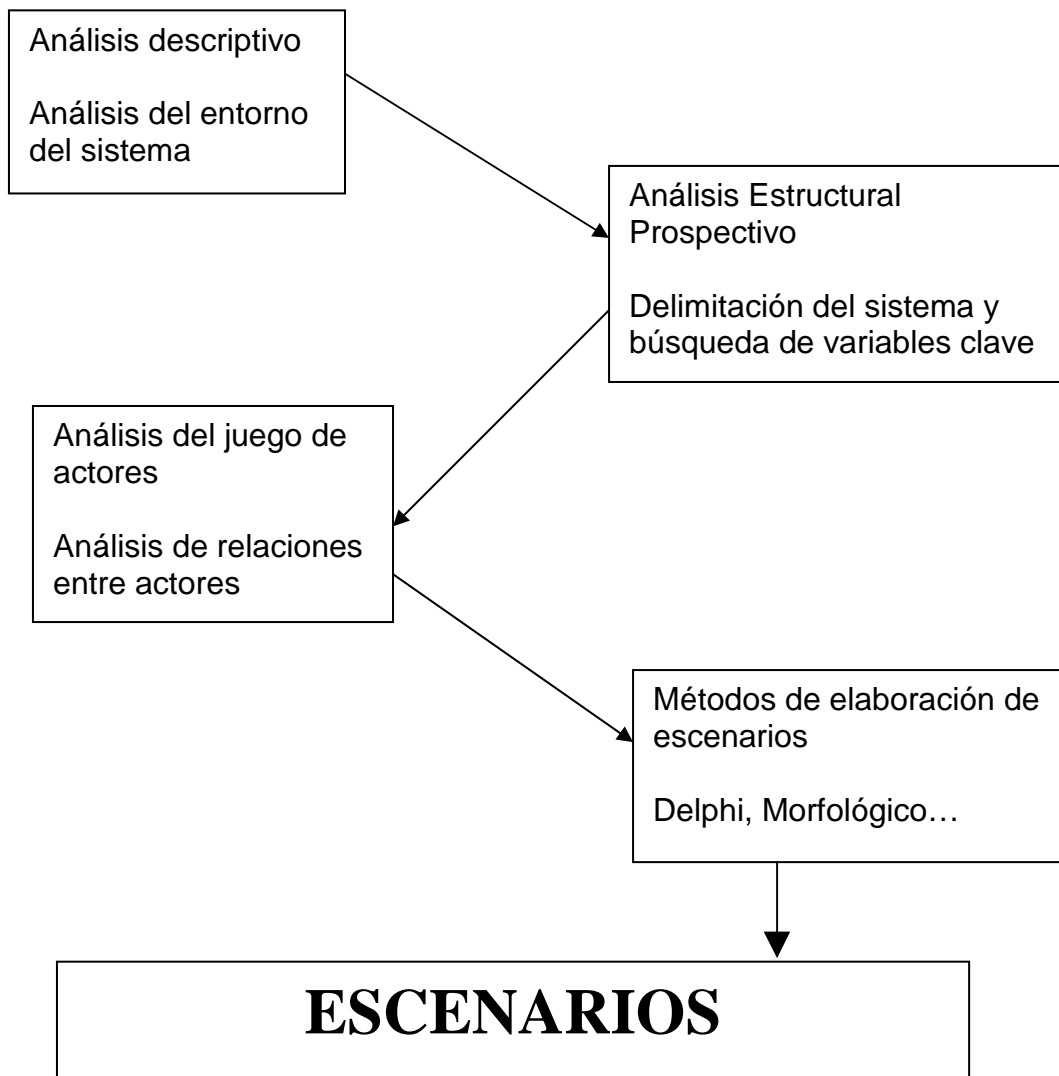 Análisis descriptivo
Análisis del entorno
del sistema
Análisis Estructural
Prospectivo
Delimitación del sistema y
búsqueda de variables clave
Análisis del juego de
actores
Análisis de relaciones
entre actores
Métodos de elaboración de
escenarios
Delphi, Morfológico…
ESCENARIOS